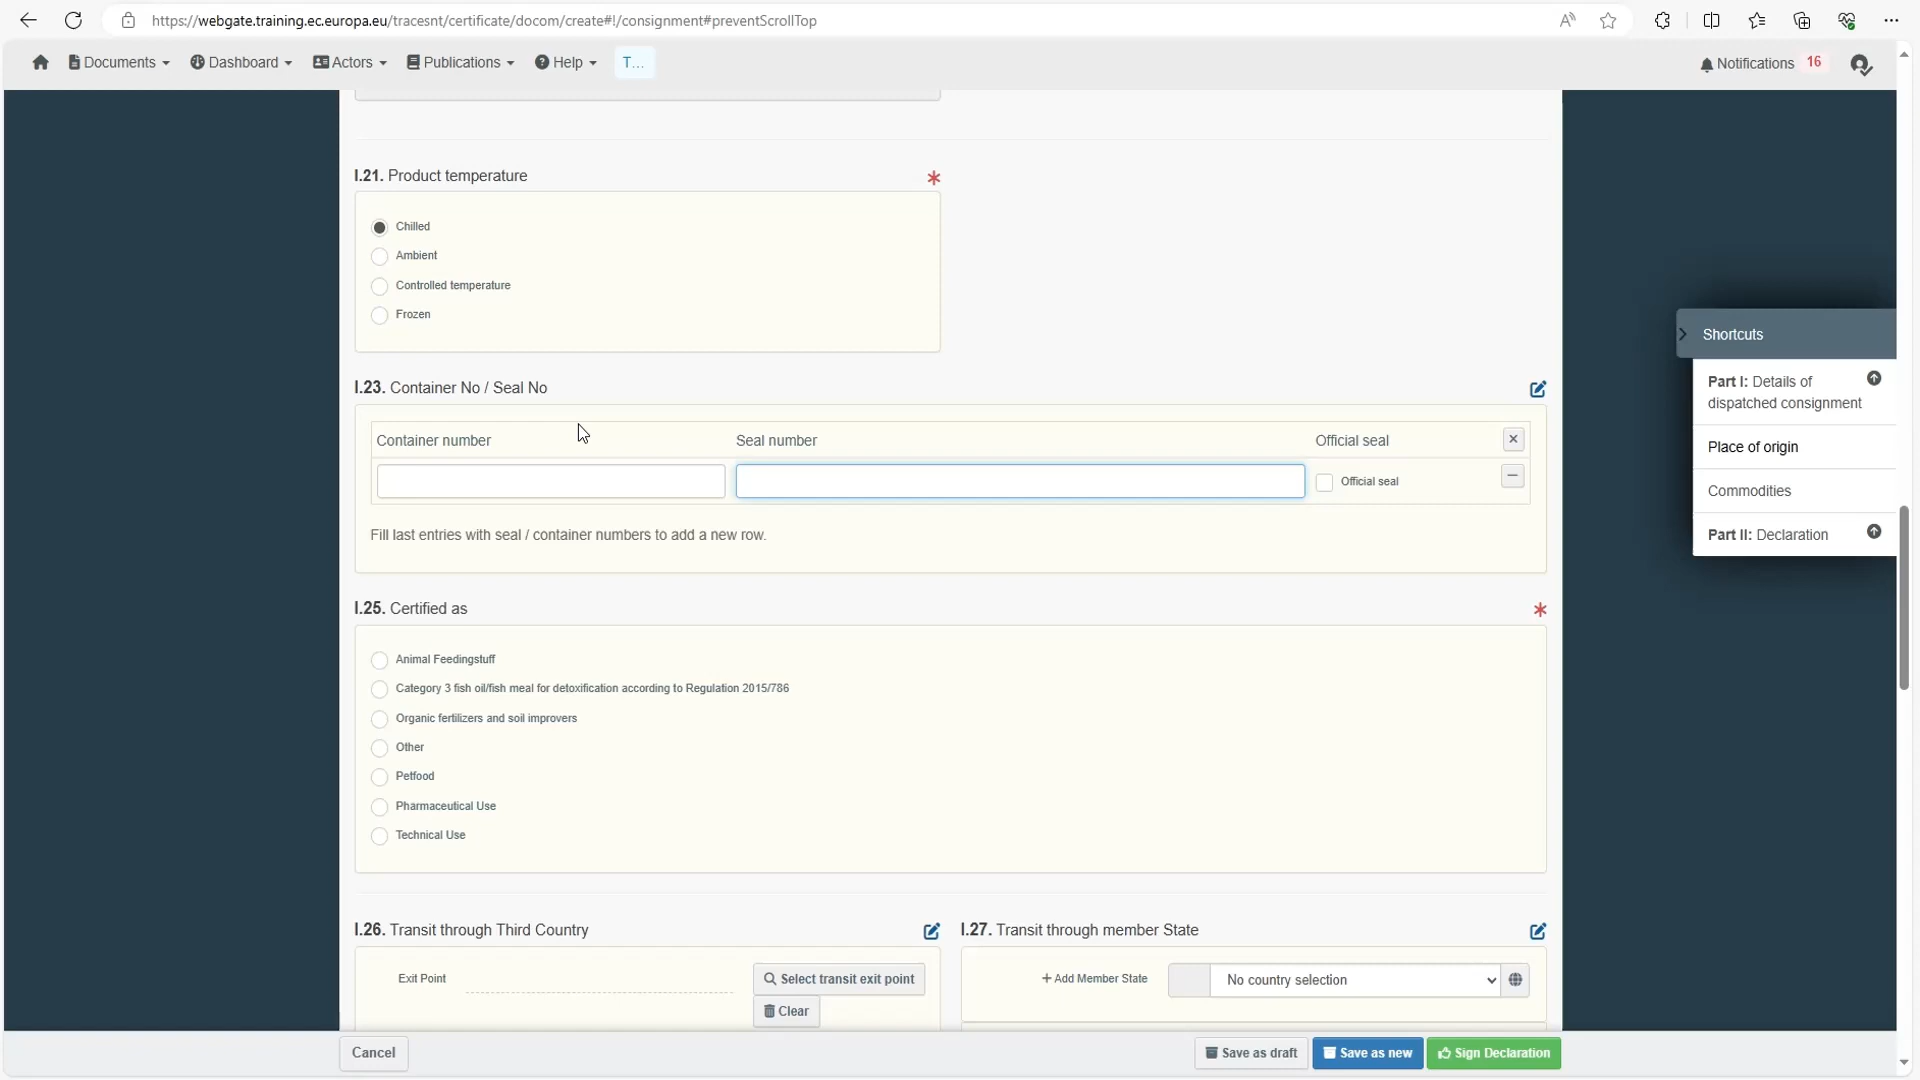 https://webgate.training.ec.europa.eu/tracesnt/certificate/docom/create#!/consignment#preventScrollTop
Documents Dashboard Actors Publications Help T... Notifications 16
I.21. Product temperature *
Chilled
Ambient
Controlled temperature
Frozen
I.23. Container No / Seal No
Container number Seal number Official seal
Official seal
Fill last entries with seal / container numbers to add a new row.
I.25. Certified as *
Animal Feedingstuff
Category 3 fish oil/fish meal for detoxification according to Regulation 2015/786
Organic fertilizers and soil improvers
Other
Petfood
Pharmaceutical Use
Technical Use
I.26. Transit through Third Country
Exit Point Select transit exit point
Clear
I.27. Transit through member State
+ Add Member State No country selection
Shortcuts
Part I: Details of
dispatched consignment
Place of origin
Commodities
Part II: Declaration
Cancel Save as draft Save as new Sign Declaration